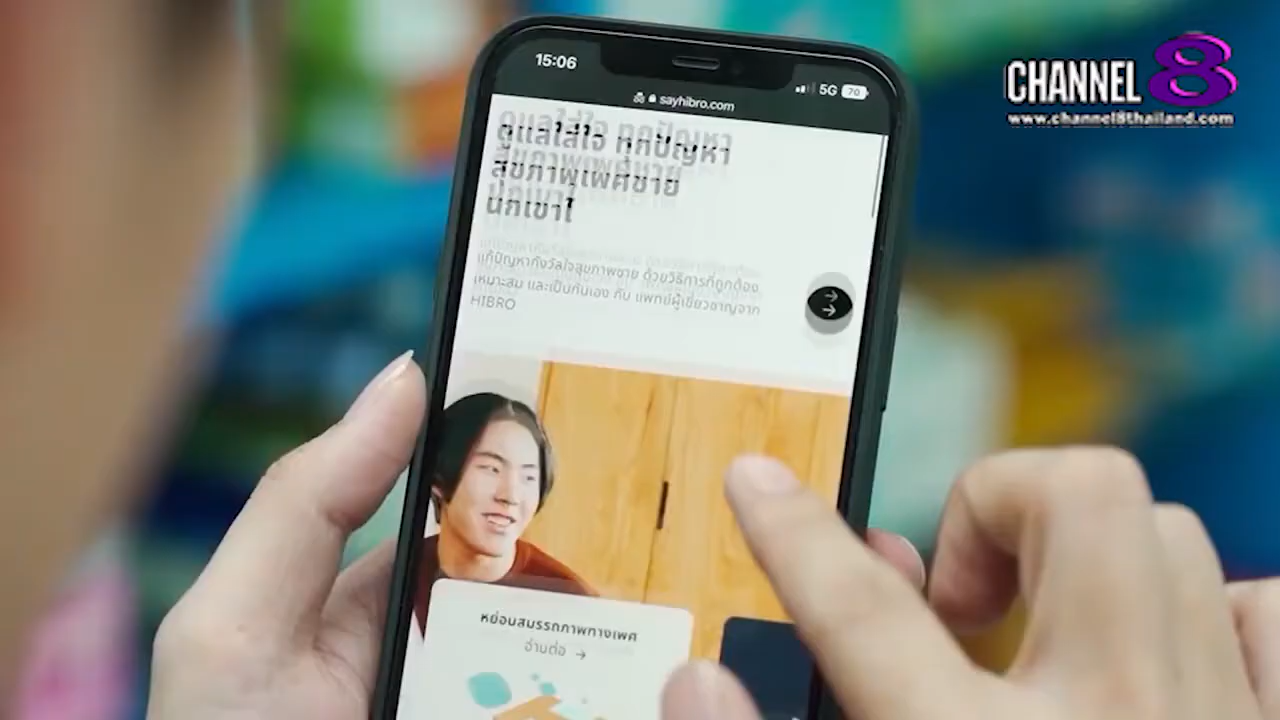 15:06
5G 70
sayhibro.com
CHANNEL 8
www.channel8thailand.com
ดูแลใส่ใจ ทุกปัญหา
สุขภาพเพศชาย
นกเขาไ
แก้ปัญหากังวลใจสุขภาพชาย ด้วยวิธีการที่ถูกต้อง
เหมาะสม และเป็นกันเอง กับ แพทย์ผู้เชี่ยวชาญจาก
HIBRO
หย่อนสมรรถภาพทางเพศ
อ่านต่อ →